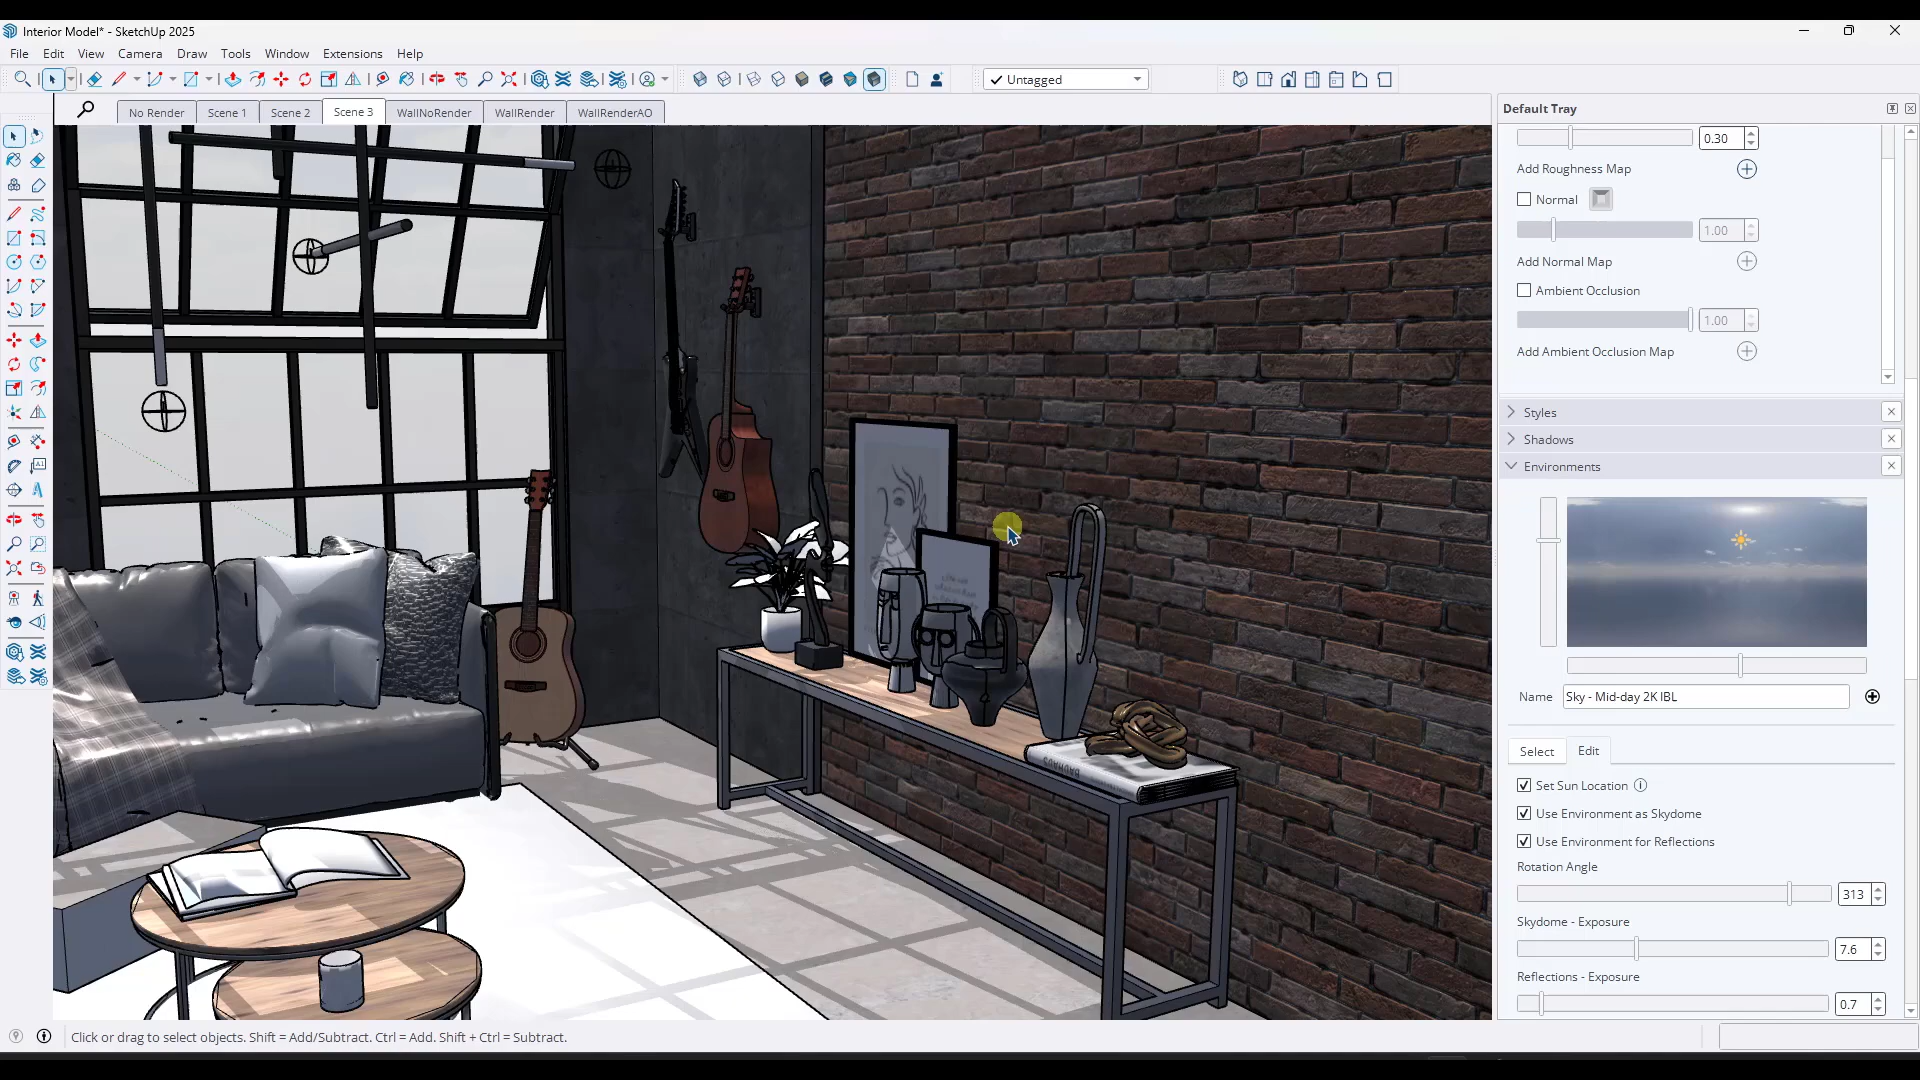 Interior Model* - SketchUp 2025
File Edit View Camera Draw Tools Window Extensions Help
Untagged
No Render Scene 1 Scene 2 Scene 3 WallNoRender WallRender WallRenderAO
Default Tray
0.30
Add Roughness Map
Normal
1.00
Add Normal Map
Ambient Occlusion
1.00
Add Ambient Occlusion Map
Styles
Shadows
Environments
Name Sky - Mid-day 2K IBL
Select Edit
Set Sun Location
Use Environment as Skydome
Use Environment for Reflections
Rotation Angle
313
Skydome - Exposure
7.6
Reflections - Exposure
0.7
Click or drag to select objects. Shift = Add/Subtract. Ctrl = Add. Shift + Ctrl = Subtract.